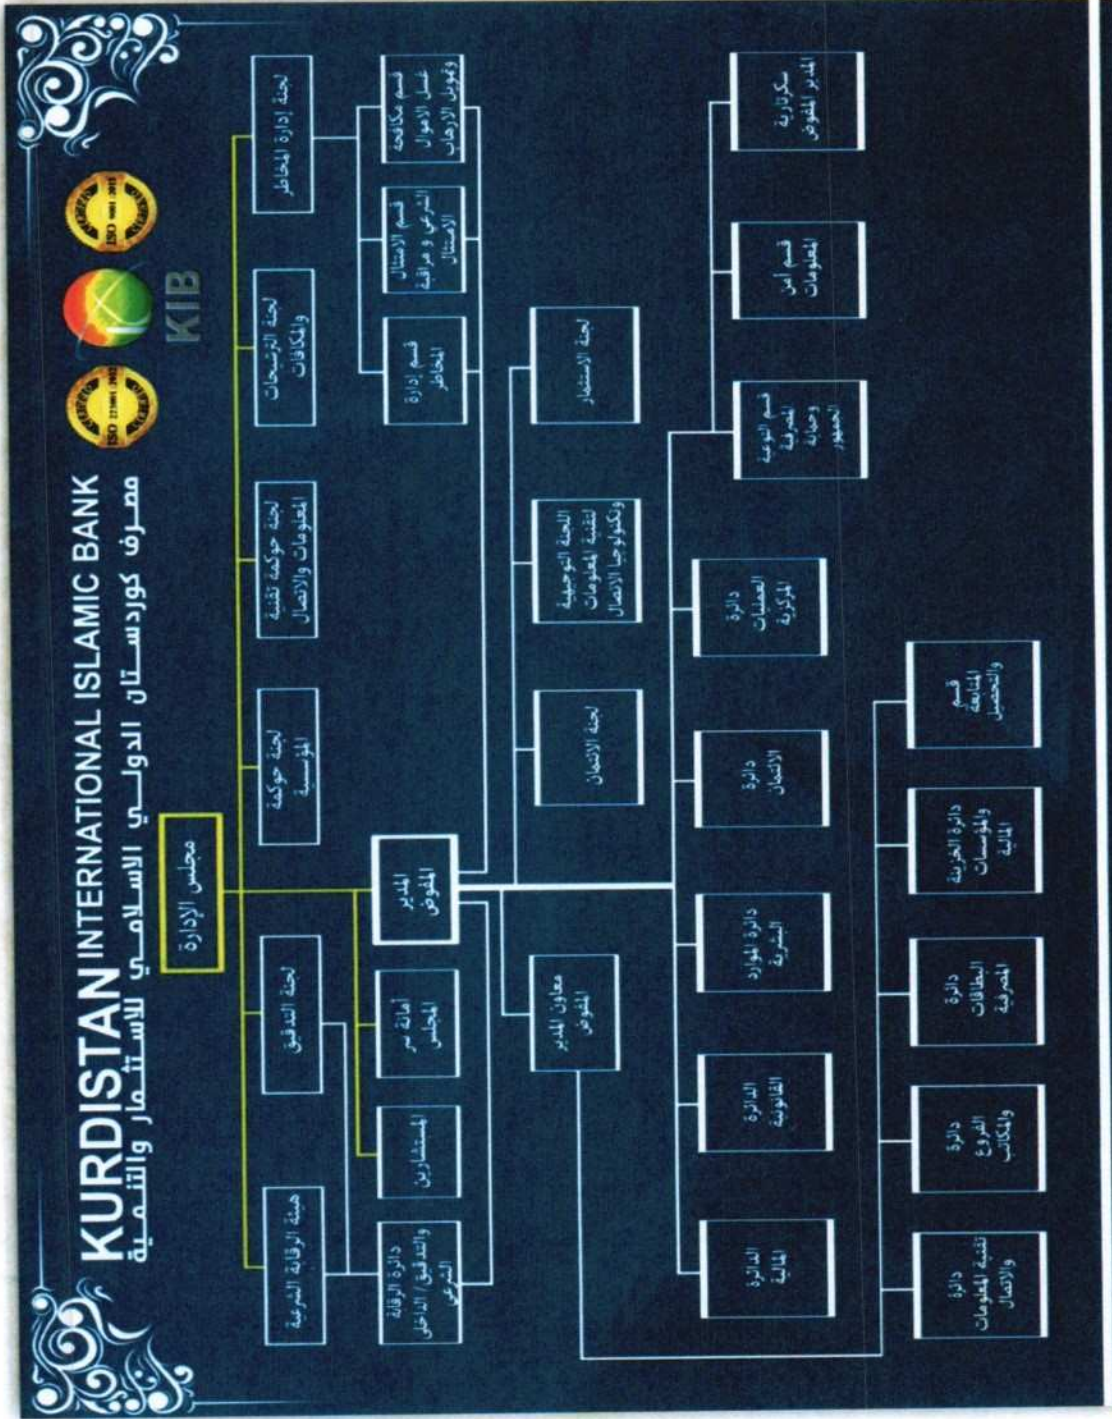 KURDISTAN INTERNATIONAL ISLAMIC BANK
مصرف كوردستان الدولي الاسلامي للاستثمار والتنمية
KIB
ISO 9001:2015
مجلس الإدارة
لجنة إدارة المخاطر
لجنة الترشيحات
والمكافات
لجنة حوكمة تقنية
المعلومات والاتصال
لجنة حوكمة
المؤسسية
لجنة التدقيق
هيئة الرقابة الشرعية
قسم مكافحة
غسل الاموال
وتمويل الارهاب
قسم الامتثال
الشرعي و مراقبة
الامتثال
قسم إدارة
المخاطر
المدير
المفوض
أمانة سر
المجلس
المستشارين
دائرة الرقابة
والتدقيق/ الداخلي
الشرعي
لجنة الاستثمار
اللجنة التوجيهية
لتقنية المعلومات
وتكنولوجيا الاتصال
لجنة الائتمان
معاون المدير
المفوض
سكرتارية
المدير المفوض
قسم أمن
المعلومات
قسم التوعية
المصرفية
وحماية
الجمهور
دائرة
العمليات
المركزية
دائرة
الائتمان
دائرة الموارد
البشرية
الدائرة
القانونية
الدائرة
المالية
قسم
المتابعة
والتحصيل
دائرة الخزينة
والمؤسسات
المالية
دائرة
البطاقات
المصرفية
دائرة
الفروع
والمكاتب
دائرة
تقنية المعلومات
والاتصال